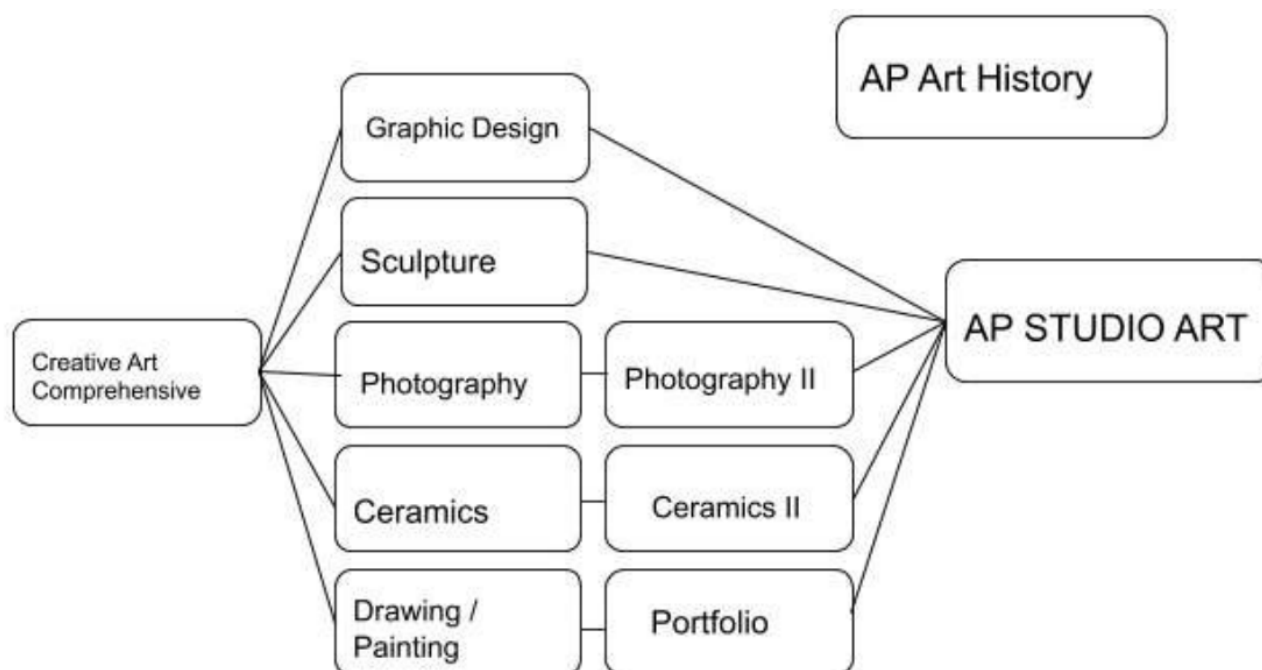 AP Art History
Graphic Design
Sculpture
AP STUDIO ART
Creative Art
Comprehensive
Photography
Photography II
Ceramics
Ceramics II
Drawing /
Painting
Portfolio